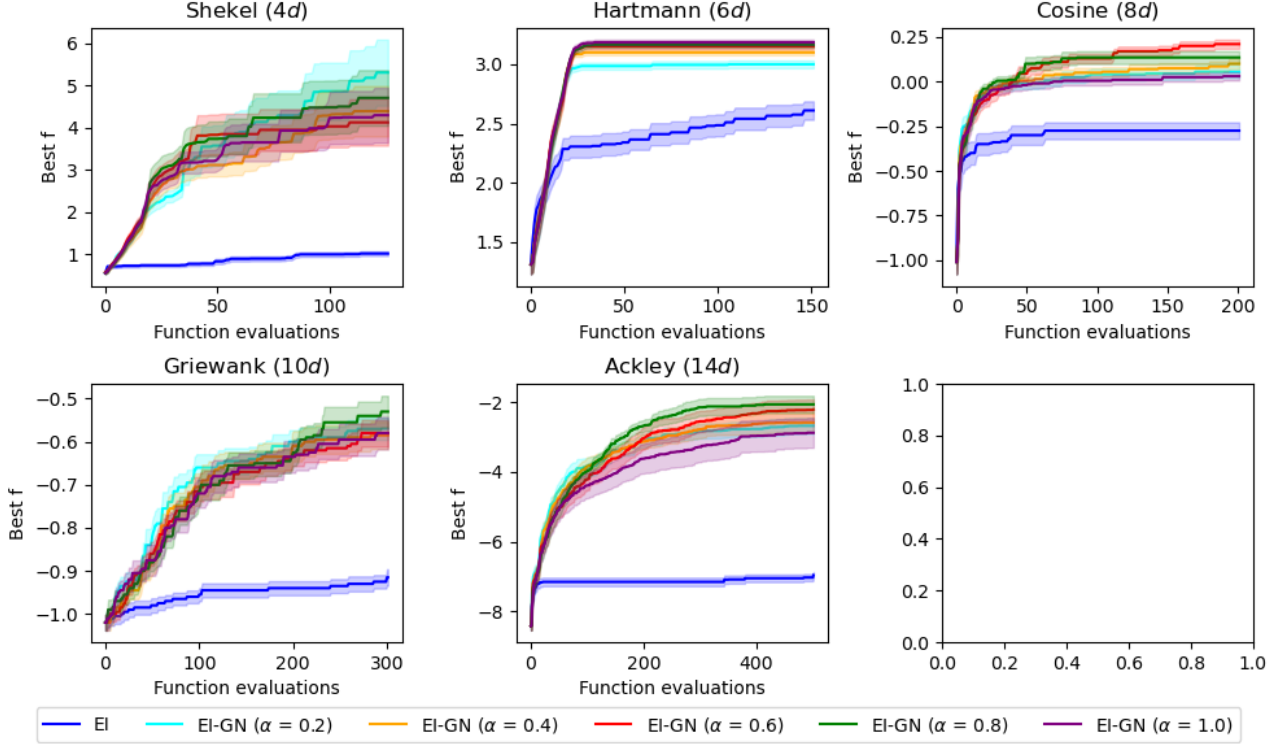 Shekel (4d)
Hartmann (6d)
Cosine (8d)
6
5
4
3
2
1
Best f
0 50 100
Function evaluations
3.0
2.5
2.0
1.5
Best f
0 50 100 150
Function evaluations
0.25
0.00
−0.25
−0.50
−0.75
−1.00
Best f
0 50 100 150 200
Function evaluations
Griewank (10d)
Ackley (14d)
−0.5
−0.6
−0.7
−0.8
−0.9
−1.0
Best f
0 100 200 300
Function evaluations
−2
−4
−6
−8
Best f
0 200 400
Function evaluations
1.0
0.8
0.6
0.4
0.2
0.0
0.0 0.2 0.4 0.6 0.8 1.0
EI EI-GN (α = 0.2) EI-GN (α = 0.4) EI-GN (α = 0.6) EI-GN (α = 0.8) EI-GN (α = 1.0)